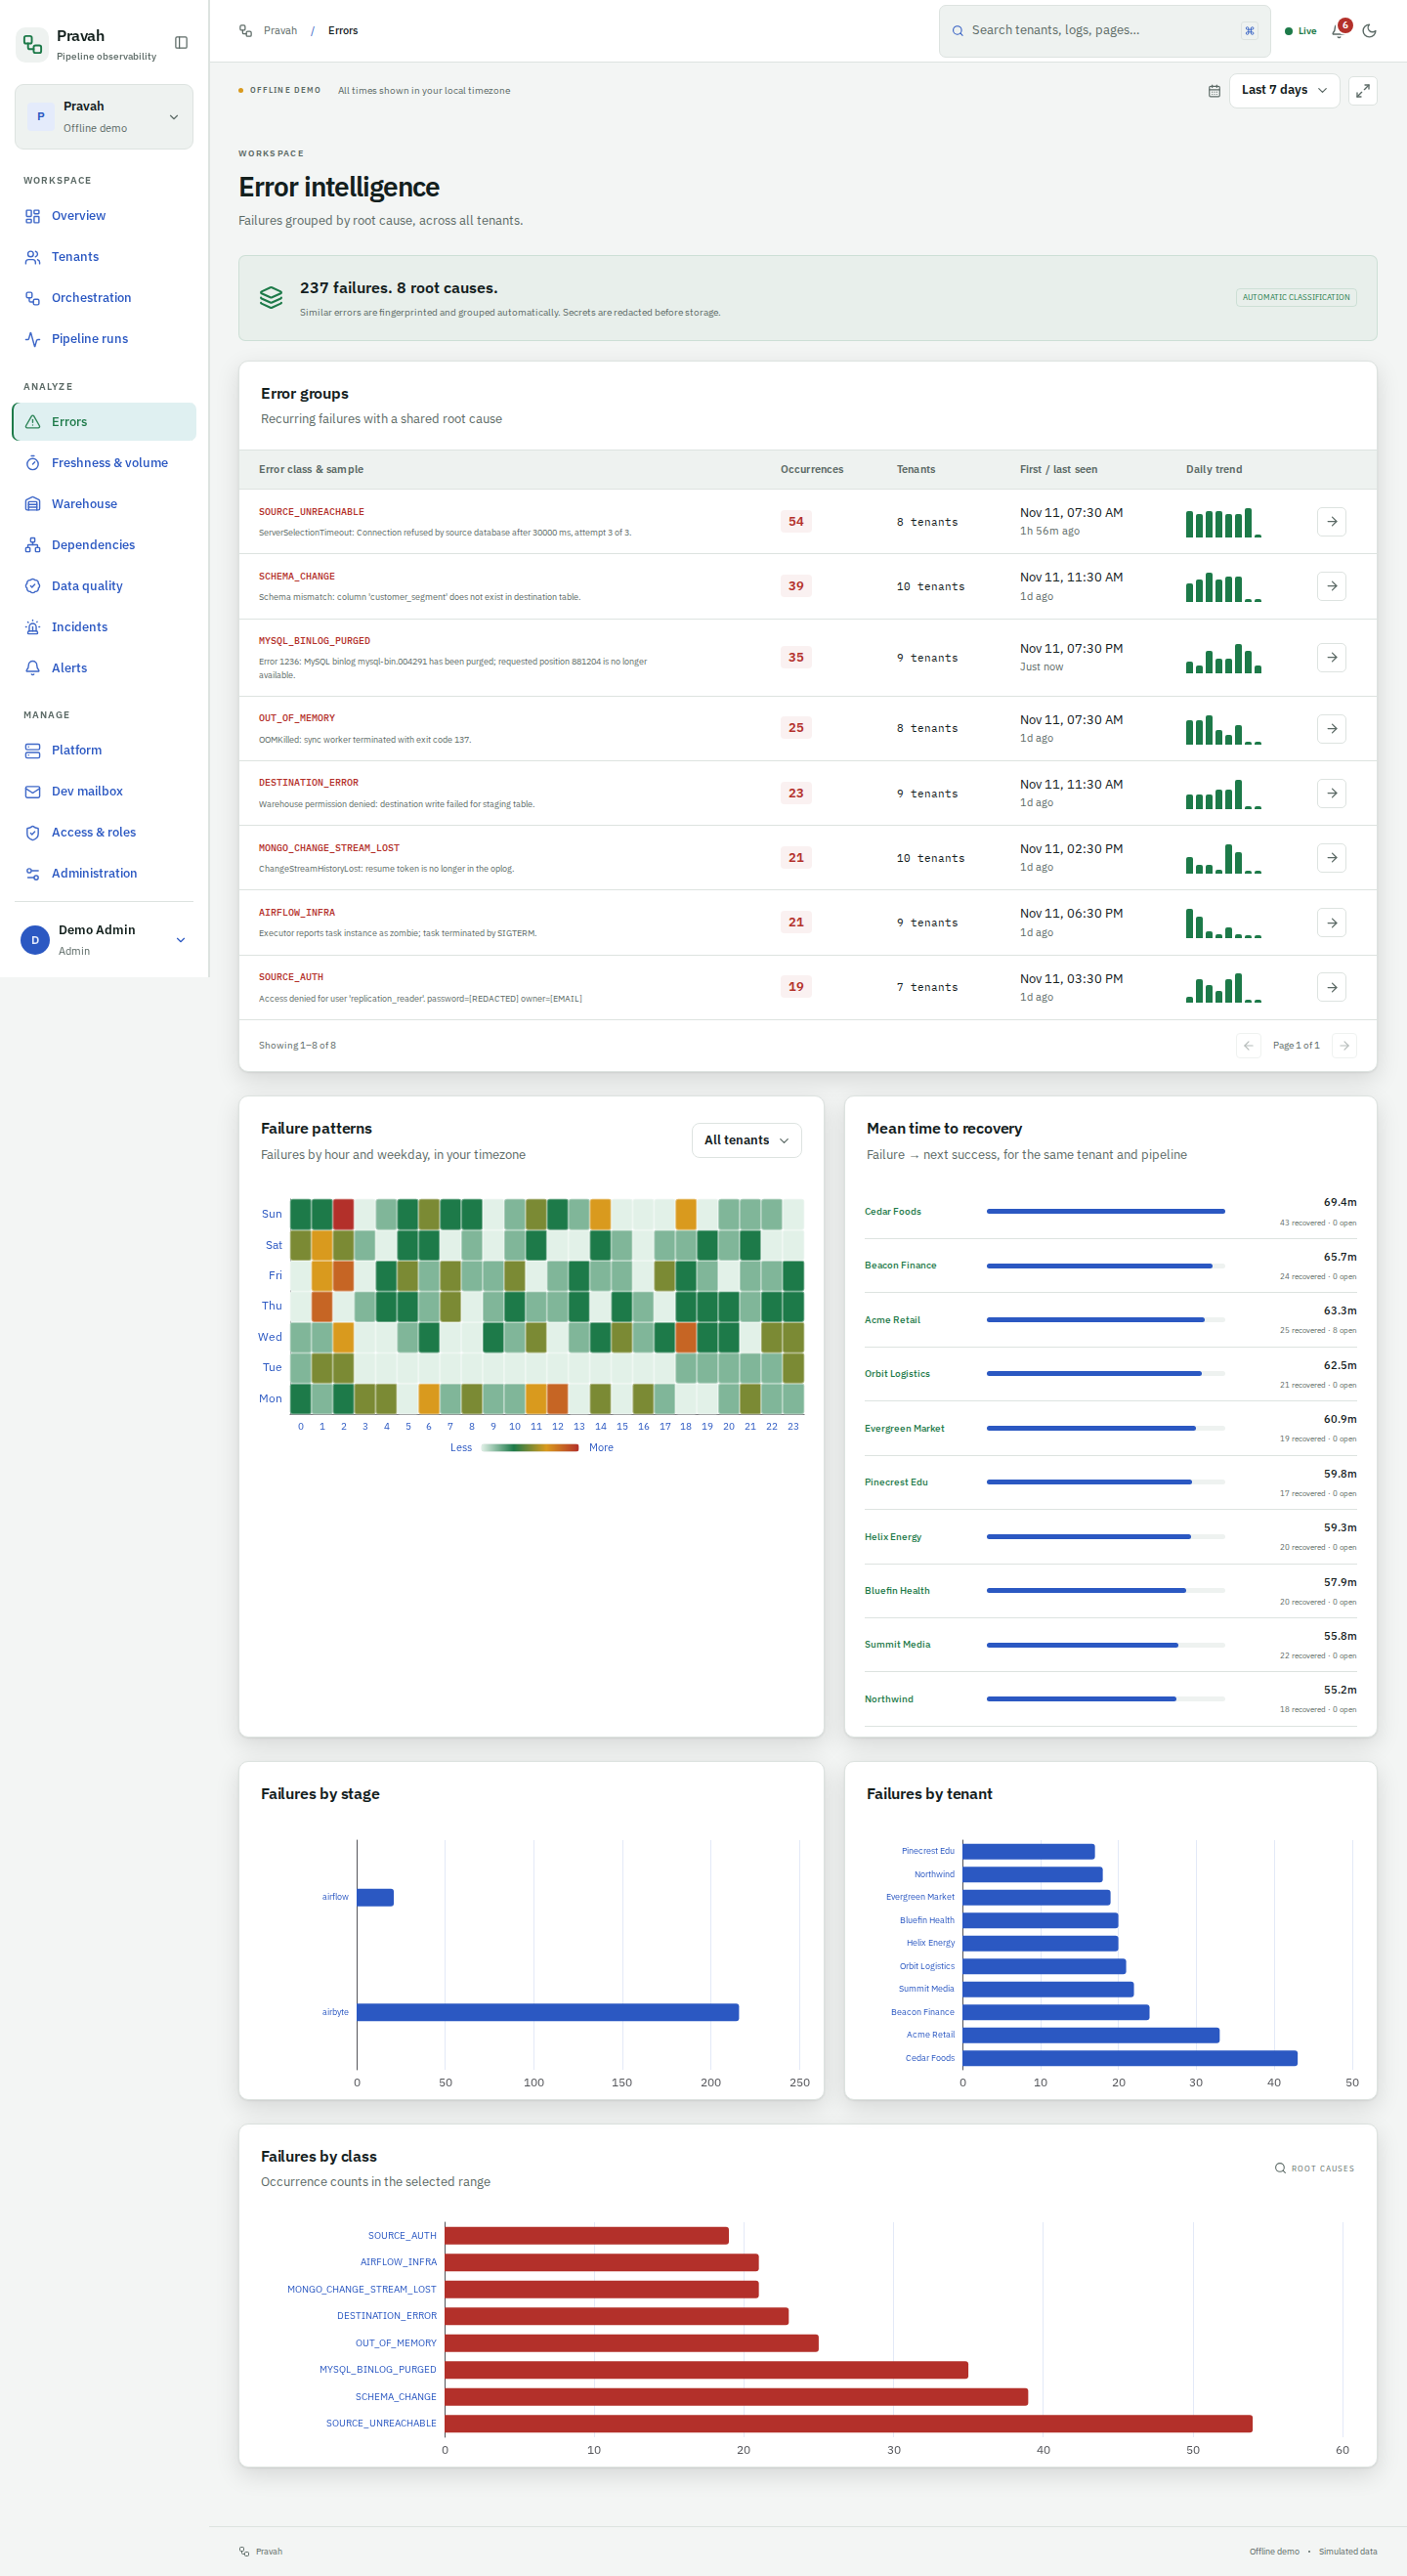 Pravah
Pipeline observability
P
Pravah
Offline demo
WORKSPACE
Overview
Tenants
Orchestration
Pipeline runs
ANALYZE
Errors
Freshness & volume
Warehouse
Dependencies
Data quality
Incidents
Alerts
MANAGE
Platform
Dev mailbox
Access & roles
Administration
D
Demo Admin
Admin
Pravah / Errors
Search tenants, logs, pages...
⌘
Live
6
OFFLINE DEMO All times shown in your local timezone
Last 7 days
WORKSPACE
Error intelligence
Failures grouped by root cause, across all tenants.
237 failures. 8 root causes.
Similar errors are fingerprinted and grouped automatically. Secrets are redacted before storage.
AUTOMATIC CLASSIFICATION
Error groups
Recurring failures with a shared root cause
Error class & sample Occurrences Tenants First / last seen Daily trend
SOURCE_UNREACHABLE
ServerSelectionTimeout: Connection refused by source database after 30000 ms, attempt 3 of 3.
54
8 tenants
Nov 11, 07:30 AM
1h 56m ago
SCHEMA_CHANGE
Schema mismatch: column 'customer_segment' does not exist in destination table.
39
10 tenants
Nov 11, 11:30 AM
1d ago
MYSQL_BINLOG_PURGED
Error 1236: MySQL binlog mysql-bin.004291 has been purged; requested position 881204 is no longer
available.
35
9 tenants
Nov 11, 07:30 PM
Just now
OUT_OF_MEMORY
OOMKilled: sync worker terminated with exit code 137.
25
8 tenants
Nov 11, 07:30 AM
1d ago
DESTINATION_ERROR
Warehouse permission denied: destination write failed for staging table.
23
9 tenants
Nov 11, 11:30 AM
1d ago
MONGO_CHANGE_STREAM_LOST
ChangeStreamHistoryLost: resume token is no longer in the oplog.
21
10 tenants
Nov 11, 02:30 PM
1d ago
AIRFLOW_INFRA
Executor reports task instance as zombie; task terminated by SIGTERM.
21
9 tenants
Nov 11, 06:30 PM
1d ago
SOURCE_AUTH
Access denied for user 'replication_reader'. password=[REDACTED] owner=[EMAIL]
19
7 tenants
Nov 11, 03:30 PM
1d ago
Showing 1–8 of 8
Page 1 of 1
Failure patterns
Failures by hour and weekday, in your timezone
All tenants
Sun
Sat
Fri
Thu
Wed
Tue
Mon
0 1 2 3 4 5 6 7 8 9 10 11 12 13 14 15 16 17 18 19 20 21 22 23
Less More
Mean time to recovery
Failure → next success, for the same tenant and pipeline
Cedar Foods 69.4m
43 recovered · 0 open
Beacon Finance 65.7m
24 recovered · 0 open
Acme Retail 63.3m
25 recovered · 8 open
Orbit Logistics 62.5m
21 recovered · 0 open
Evergreen Market 60.9m
19 recovered · 0 open
Pinecrest Edu 59.8m
17 recovered · 0 open
Helix Energy 59.3m
20 recovered · 0 open
Bluefin Health 57.9m
20 recovered · 0 open
Summit Media 55.8m
22 recovered · 0 open
Northwind 55.2m
18 recovered · 0 open
Failures by stage
airflow
airbyte
0 50 100 150 200 250
Failures by tenant
Pinecrest Edu
Northwind
Evergreen Market
Bluefin Health
Helix Energy
Orbit Logistics
Summit Media
Beacon Finance
Acme Retail
Cedar Foods
0 10 20 30 40 50
Failures by class
Occurrence counts in the selected range
ROOT CAUSES
SOURCE_AUTH
AIRFLOW_INFRA
MONGO_CHANGE_STREAM_LOST
DESTINATION_ERROR
OUT_OF_MEMORY
MYSQL_BINLOG_PURGED
SCHEMA_CHANGE
SOURCE_UNREACHABLE
0 10 20 30 40 50 60
Pravah
Offline demo • Simulated data